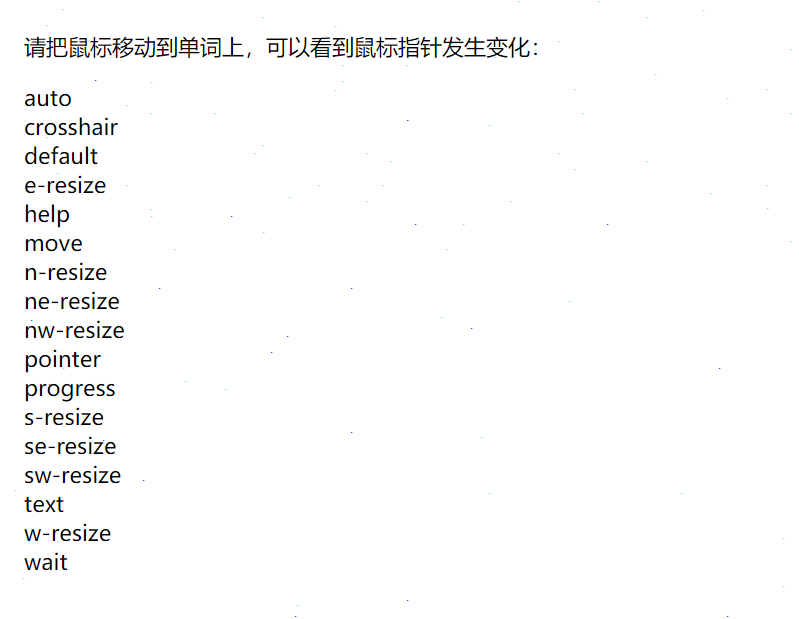 请把鼠标移动到单词上，可以看到鼠标指针发生变化：
auto
crosshair
default
e-resize
help
move
n-resize
ne-resize
nw-resize
pointer
progress
s-resize
se-resize
sw-resize
text
w-resize
wait